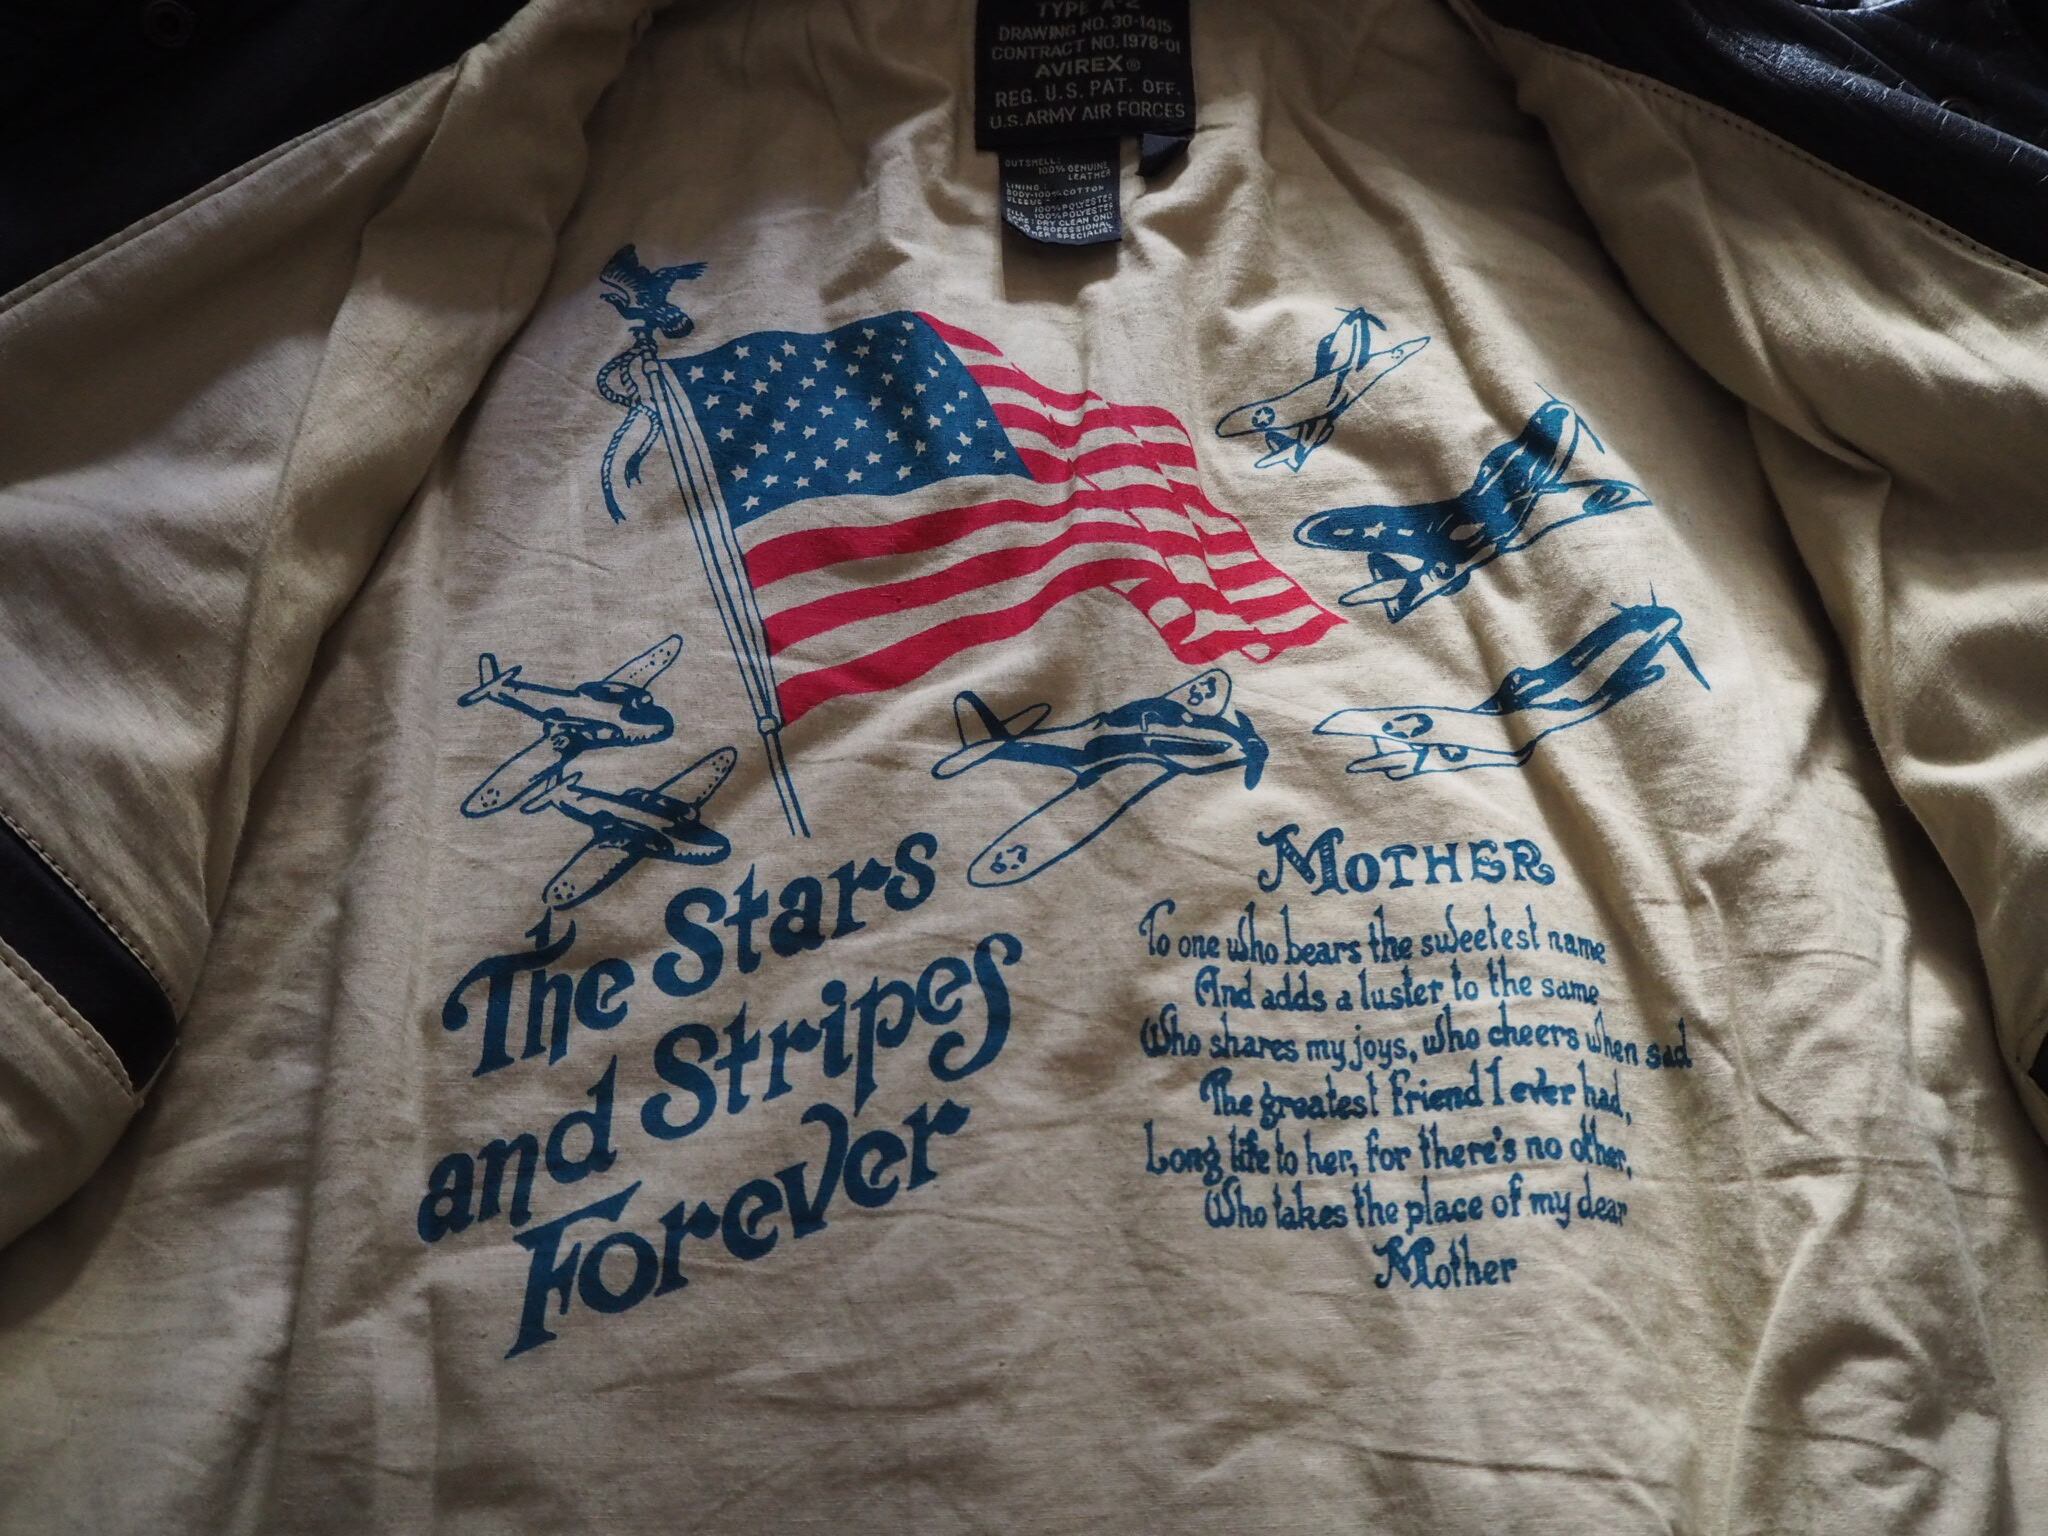 TYPE A-2
DRAWING NO. 30-1415
CONTRACT NO. 1978-01
AVIREX®
REG. U.S. PAT. OFF.
U.S. ARMY AIR FORCES
OUTSHELL:
100% GENUINE
LEATHER
LINING:
BODY-100% COTTON
SLEEVE-
100% POLYESTER
FILL 100% POLYESTER
CARE: DRY CLEAN ONLY
PROFESSIONAL
SPECIALIST
The Stars
and Stripes
Forever
MOTHER
To one who bears the sweetest name
And adds a luster to the same
Who shares my joys, who cheers when sad
The greatest friend I ever had,
Long life to her, for there's no other,
Who takes the place of my dear
Mother